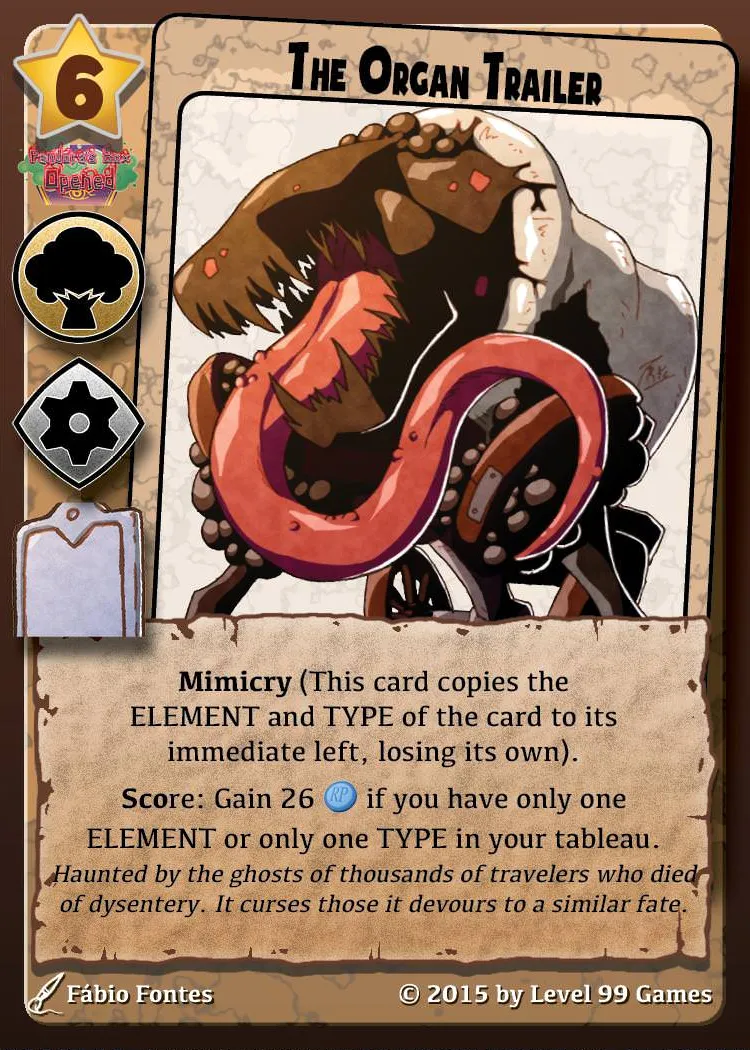 6
The Organ Trailer
Pandora's Box
Opened
Mimicry (This card copies the
ELEMENT and TYPE of the card to its
immediate left, losing its own).
Score: Gain 26 RP if you have only one
ELEMENT or only one TYPE in your tableau.
Haunted by the ghosts of thousands of travelers who died
of dysentery. It curses those it devours to a similar fate.
Fábio Fontes
© 2015 by Level 99 Games